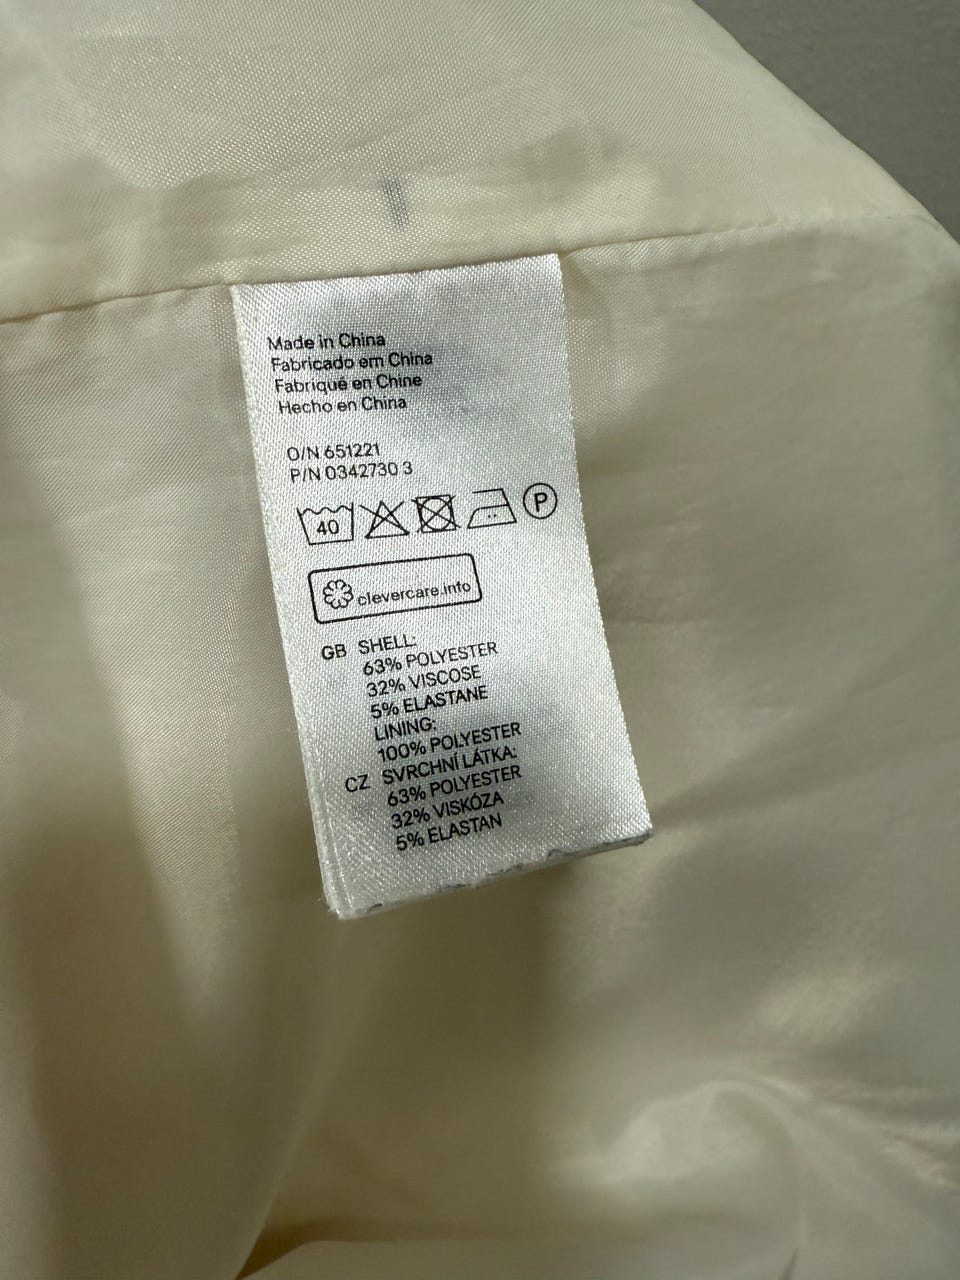 Made in China
Fabricado em China
Fabriqué en Chine
Hecho en China
O/N 651221
P/N 0342730 3
40 P
clevercare.info
GB SHELL:
63% POLYESTER
32% VISCOSE
5% ELASTANE
LINING:
100% POLYESTER
CZ SVRCHNÍ LÁTKA:
63% POLYESTER
32% VISKÓZA
5% ELASTAN